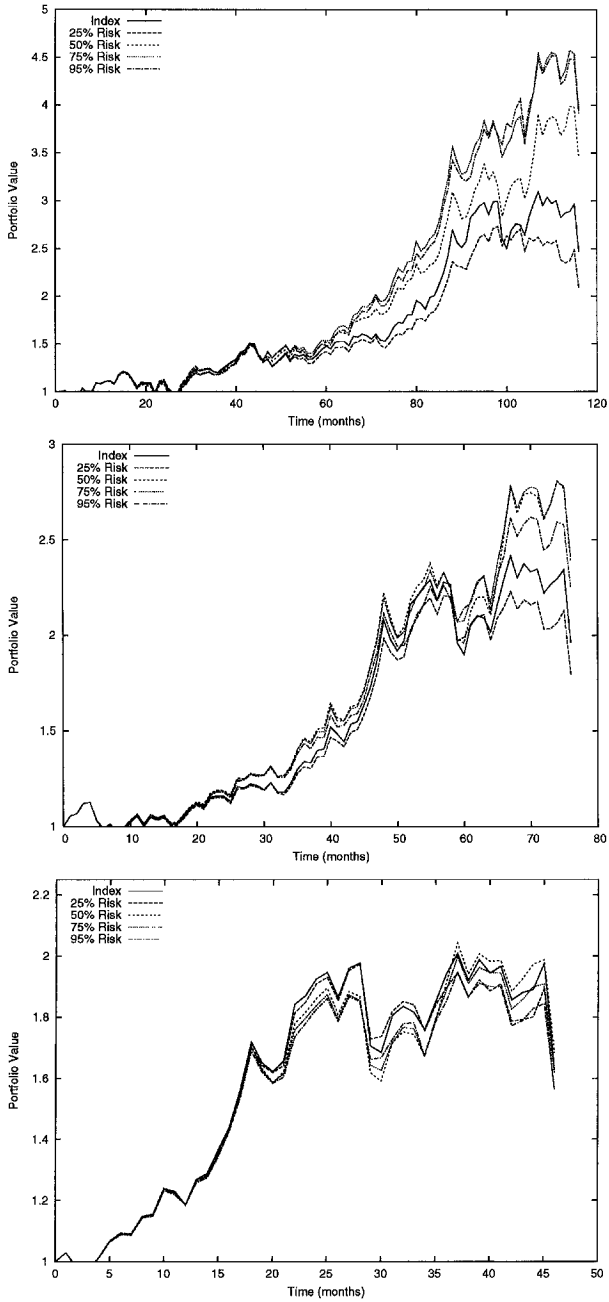 5
4.5
4
3.5
3
2.5
2
1.5
1
Index
25% Risk
50% Risk
75% Risk
95% Risk
Portfolio Value
0 20 40 60 80 100 120
Time (months)
3
2.5
2
1.5
1
Index
25% Risk
50% Risk
75% Risk
95% Risk
Portfolio Value
0 10 20 30 40 50 60 70 80
Time (months)
2.2
2
1.8
1.6
1.4
1.2
1
Index
25% Risk
50% Risk
75% Risk
95% Risk
Portfolio Value
0 5 10 15 20 25 30 35 40 45 50
Time (months)